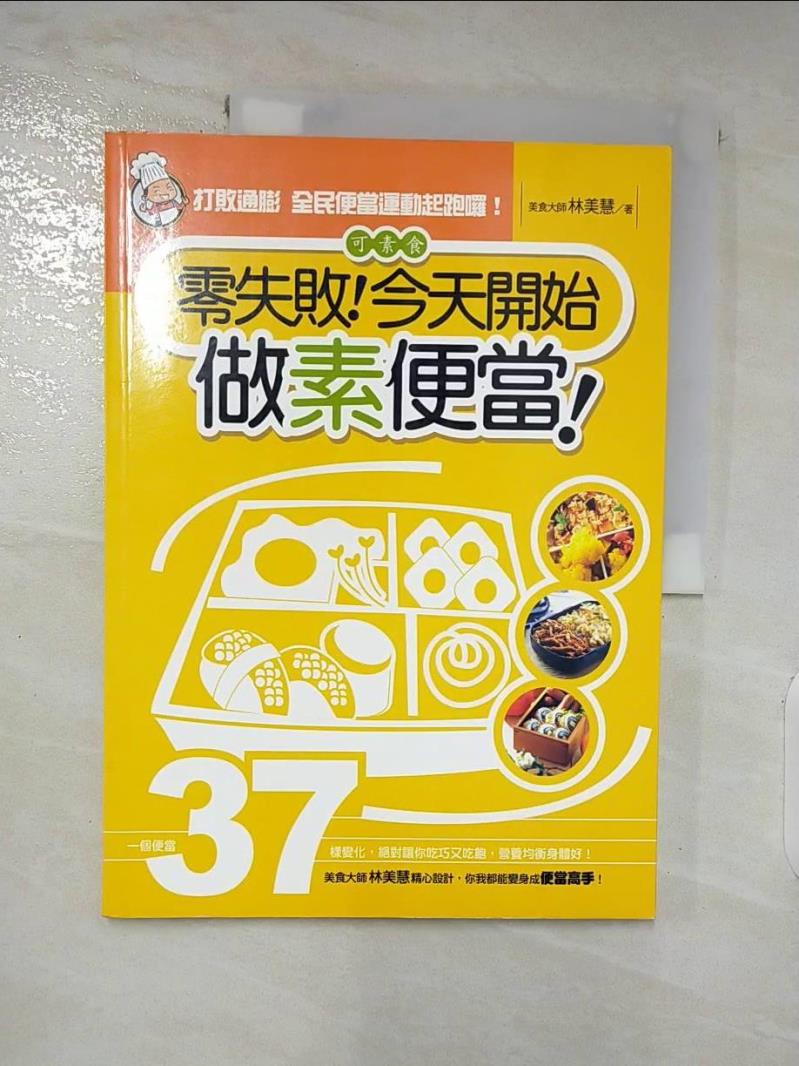 打敗通膨 全民便當運動起跑囉！
美食大師 林美慧／著
可素食
零失敗！今天開始
做素便當！
一個便當 37 樣變化，絕對讓你吃巧又吃飽，營養均衡身體好！
美食大師 林美慧 精心設計，你我都能變身成便當高手！